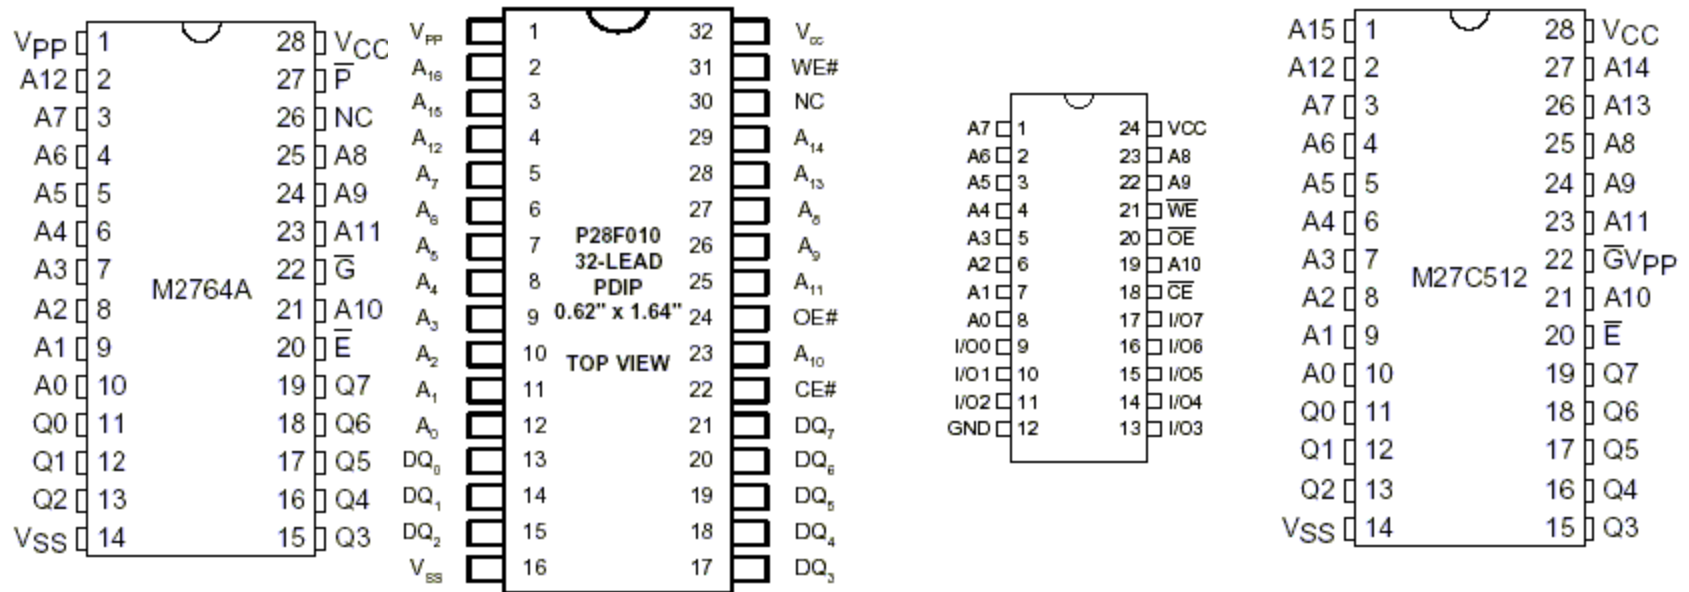 VPP 1 28 VCC
A12 2 27 P
A7 3 26 NC
A6 4 25 A8
A5 5 24 A9
A4 6 23 A11
A3 7 22 G
M2764A
A2 8 21 A10
A1 9 20 E
A0 10 19 Q7
Q0 11 18 Q6
Q1 12 17 Q5
Q2 13 16 Q4
VSS 14 15 Q3
VPP 1 32 Vcc
A16 2 31 WE#
A15 3 30 NC
A12 4 29 A14
A7 5 28 A13
A6 6 27 A8
P28F010
A5 7 26 A9
32-LEAD
PDIP
A4 8 25 A11
0.62" x 1.64"
A3 9 24 OE#
A2 10 23 A10
TOP VIEW
A1 11 22 CE#
A0 12 21 DQ7
DQ0 13 20 DQ6
DQ1 14 19 DQ5
DQ2 15 18 DQ4
VSS 16 17 DQ3
A7 1 24 VCC
A6 2 23 A8
A5 3 22 A9
A4 4 21 WE
A3 5 20 OE
A2 6 19 A10
A1 7 18 CE
A0 8 17 I/O7
I/O0 9 16 I/O6
I/O1 10 15 I/O5
I/O2 11 14 I/O4
GND 12 13 I/O3
A15 1 28 VCC
A12 2 27 A14
A7 3 26 A13
A6 4 25 A8
A5 5 24 A9
A4 6 23 A11
A3 7 22 GVPP
M27C512
A2 8 21 A10
A1 9 20 E
A0 10 19 Q7
Q0 11 18 Q6
Q1 12 17 Q5
Q2 13 16 Q4
VSS 14 15 Q3